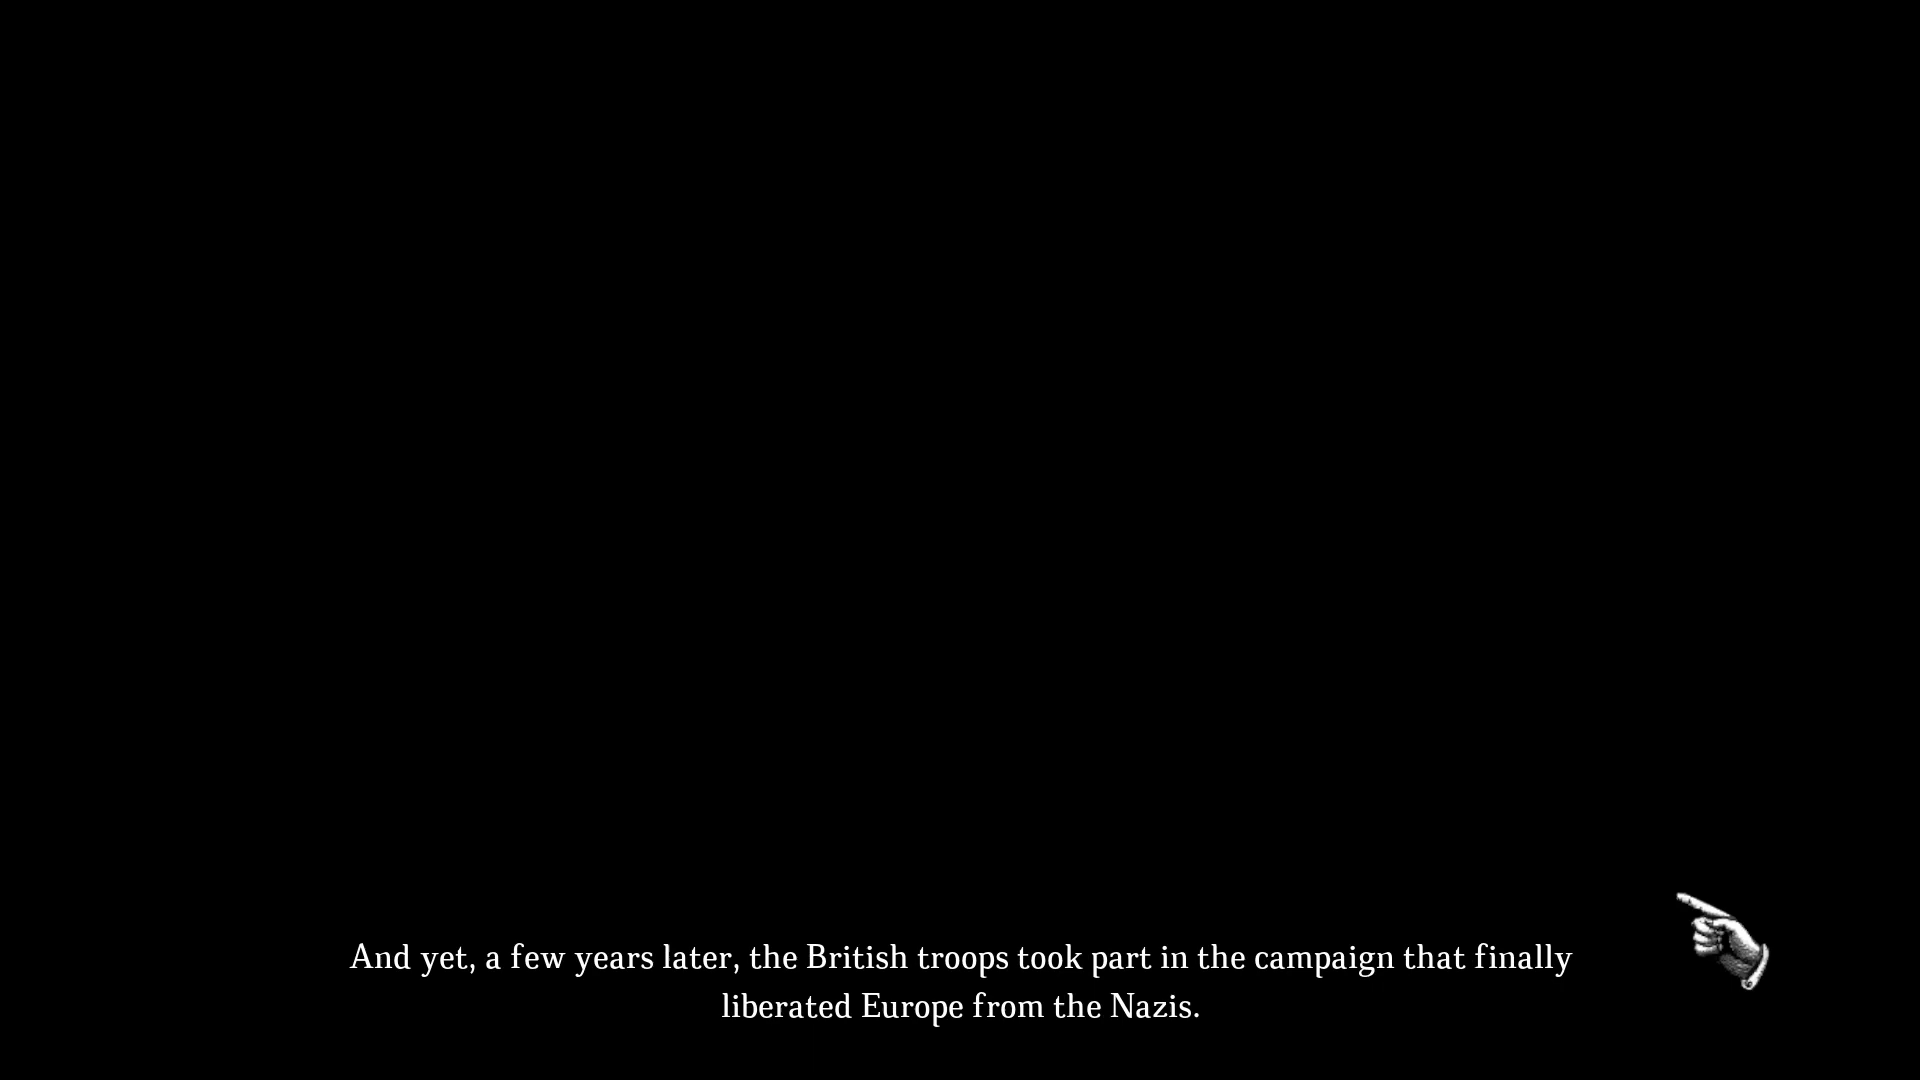 And yet, a few years later, the British troops took part in the campaign that finally
liberated Europe from the Nazis.